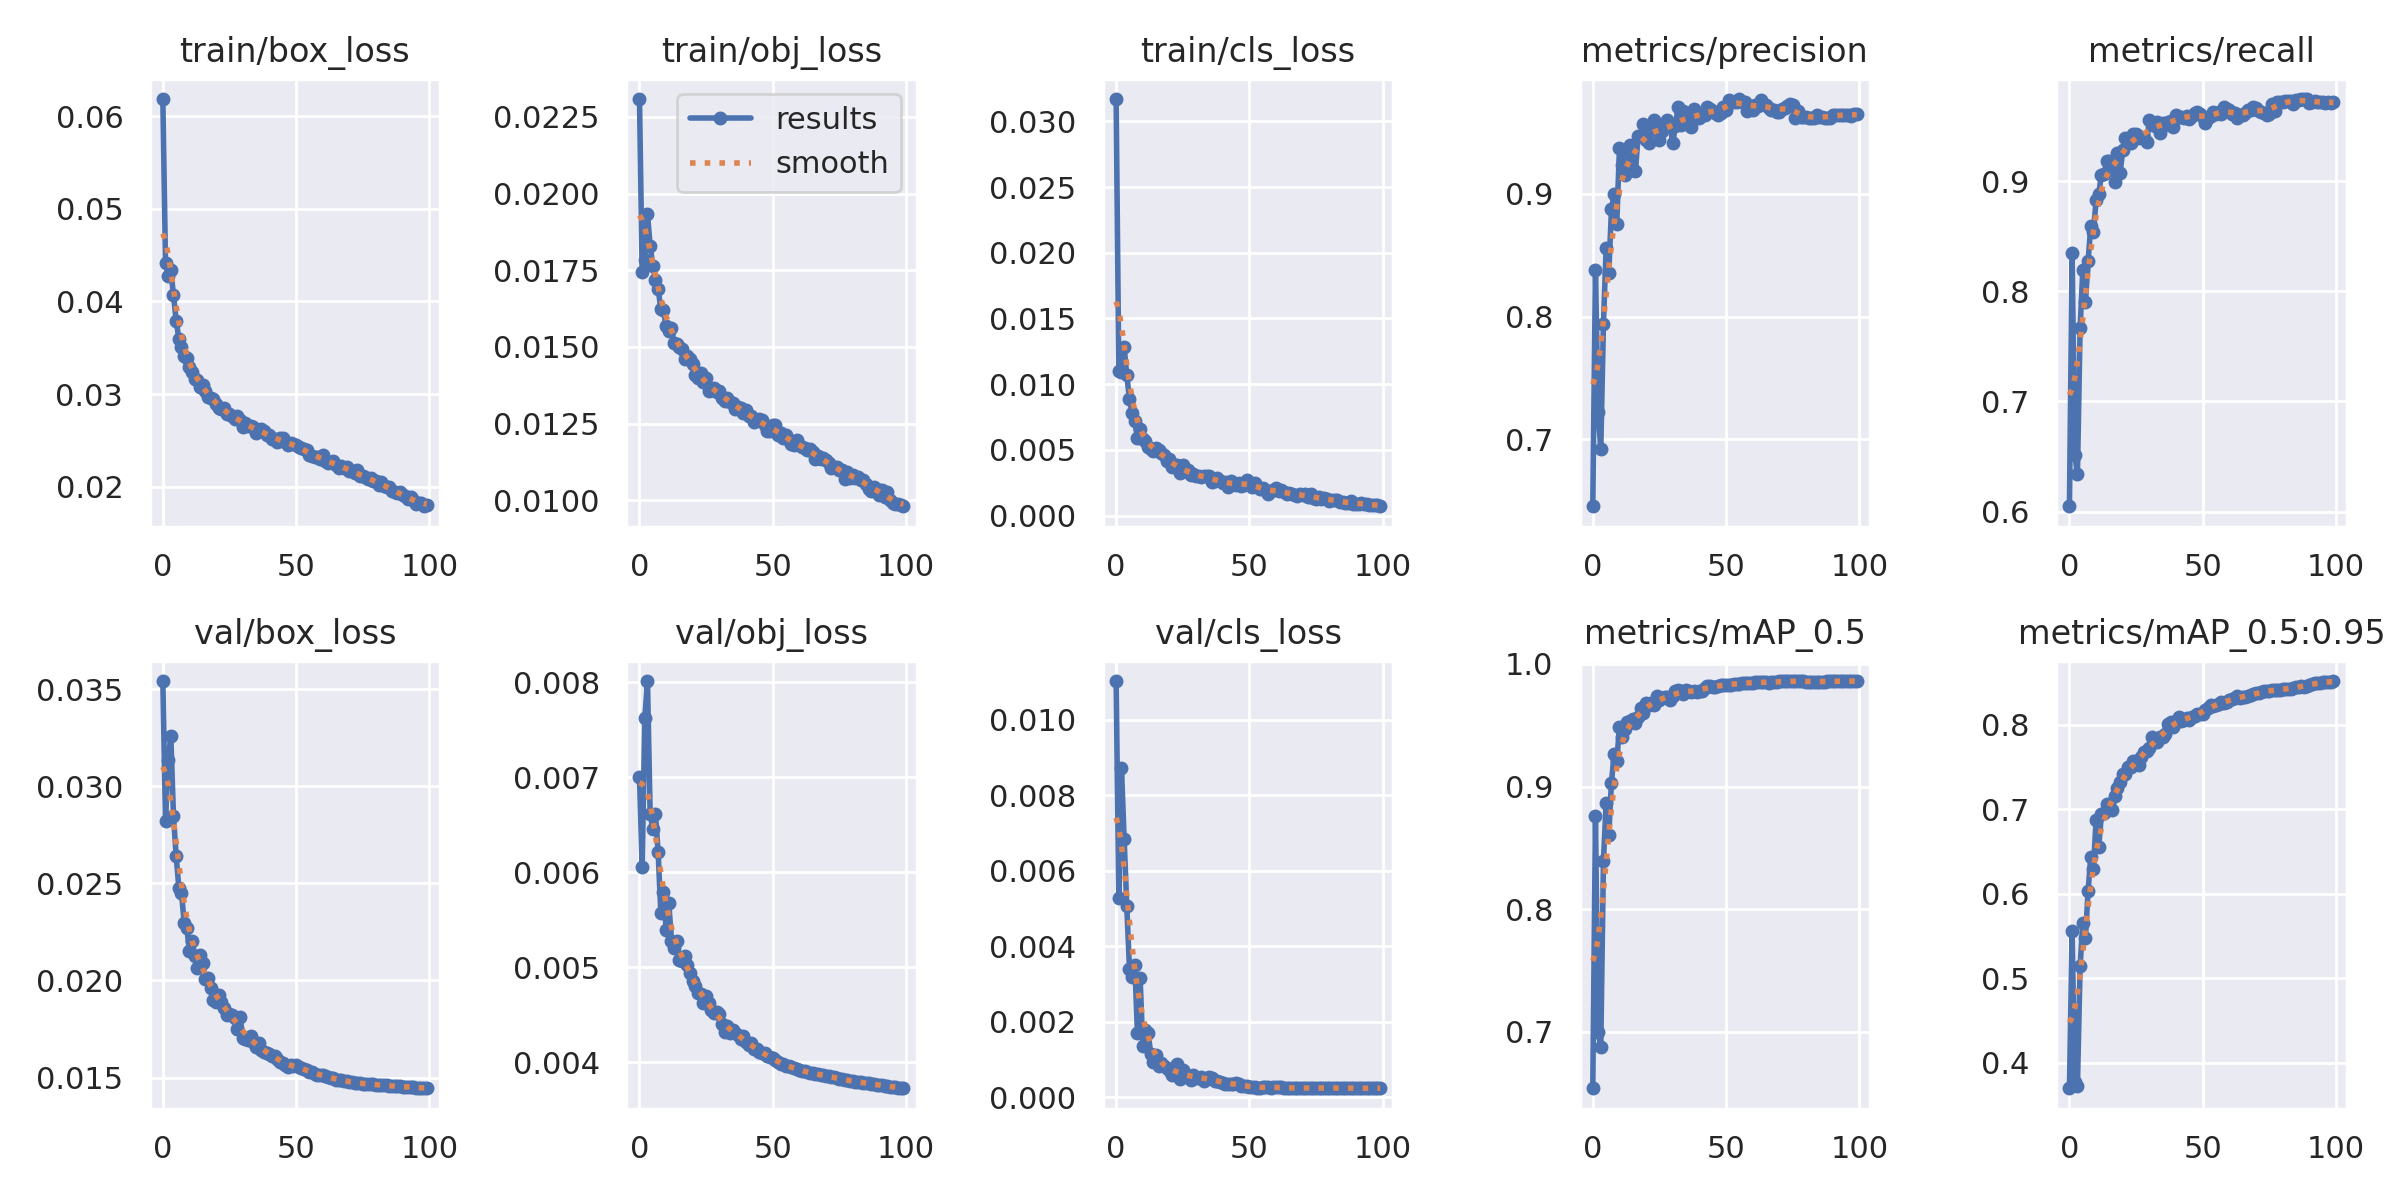 train/box_loss
0.06
0.05
0.04
0.03
0.02
0 50 100
train/obj_loss
results
smooth
0.0225
0.0200
0.0175
0.0150
0.0125
0.0100
0 50 100
train/cls_loss
0.030
0.025
0.020
0.015
0.010
0.005
0.000
0 50 100
metrics/precision
0.9
0.8
0.7
0 50 100
metrics/recall
0.9
0.8
0.7
0.6
0 50 100
val/box_loss
0.035
0.030
0.025
0.020
0.015
0 50 100
val/obj_loss
0.008
0.007
0.006
0.005
0.004
0 50 100
val/cls_loss
0.010
0.008
0.006
0.004
0.002
0.000
0 50 100
metrics/mAP_0.5
1.0
0.9
0.8
0.7
0 50 100
metrics/mAP_0.5:0.95
0.8
0.7
0.6
0.5
0.4
0 50 100